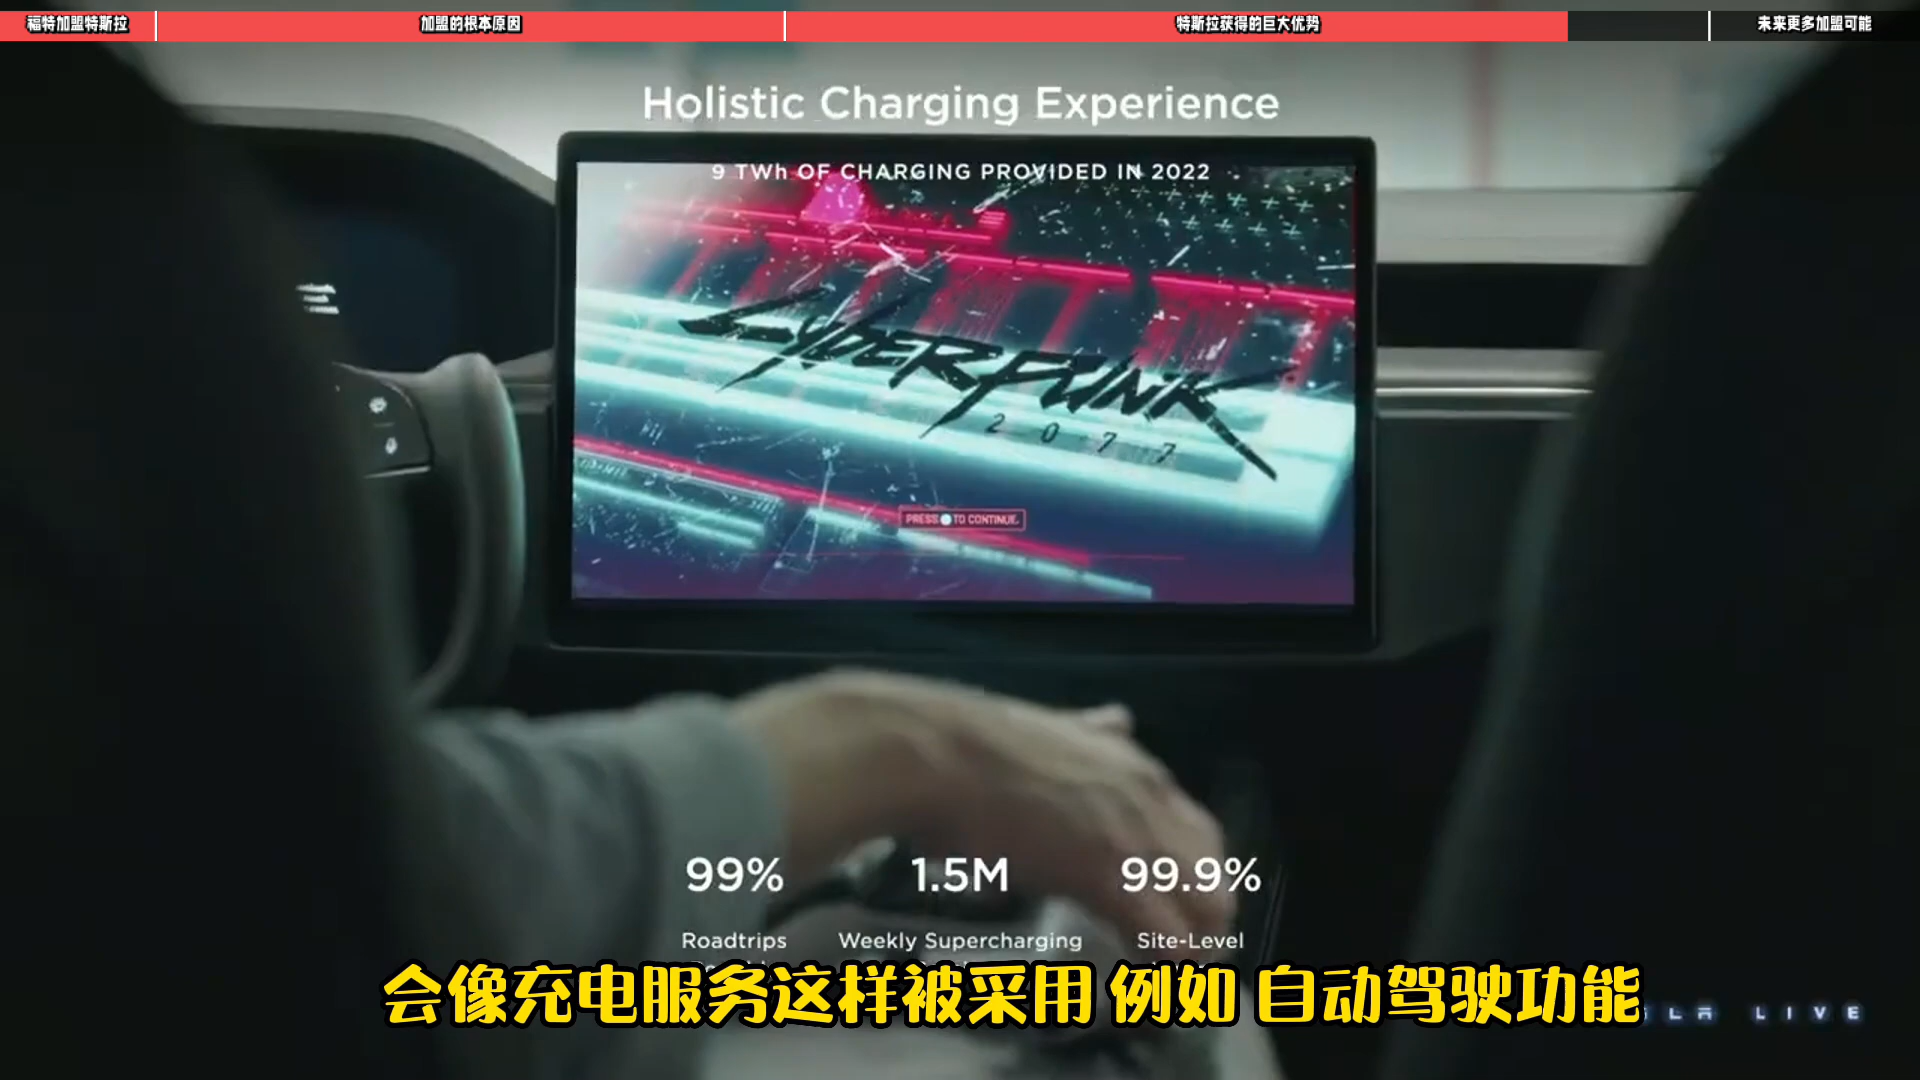 福特加盟特斯拉
加盟的根本原因
特斯拉获得的巨大优势
未来更多加盟可能
Holistic Charging Experience
9 TWh OF CHARGING PROVIDED IN 2022
CYBERPUNK
2077
PRESS TO CONTINUE.
99%
1.5M
99.9%
Roadtrips
Weekly Supercharging
Site-Level
会像充电服务这样被采用 例如 自动驾驶功能
LIVE